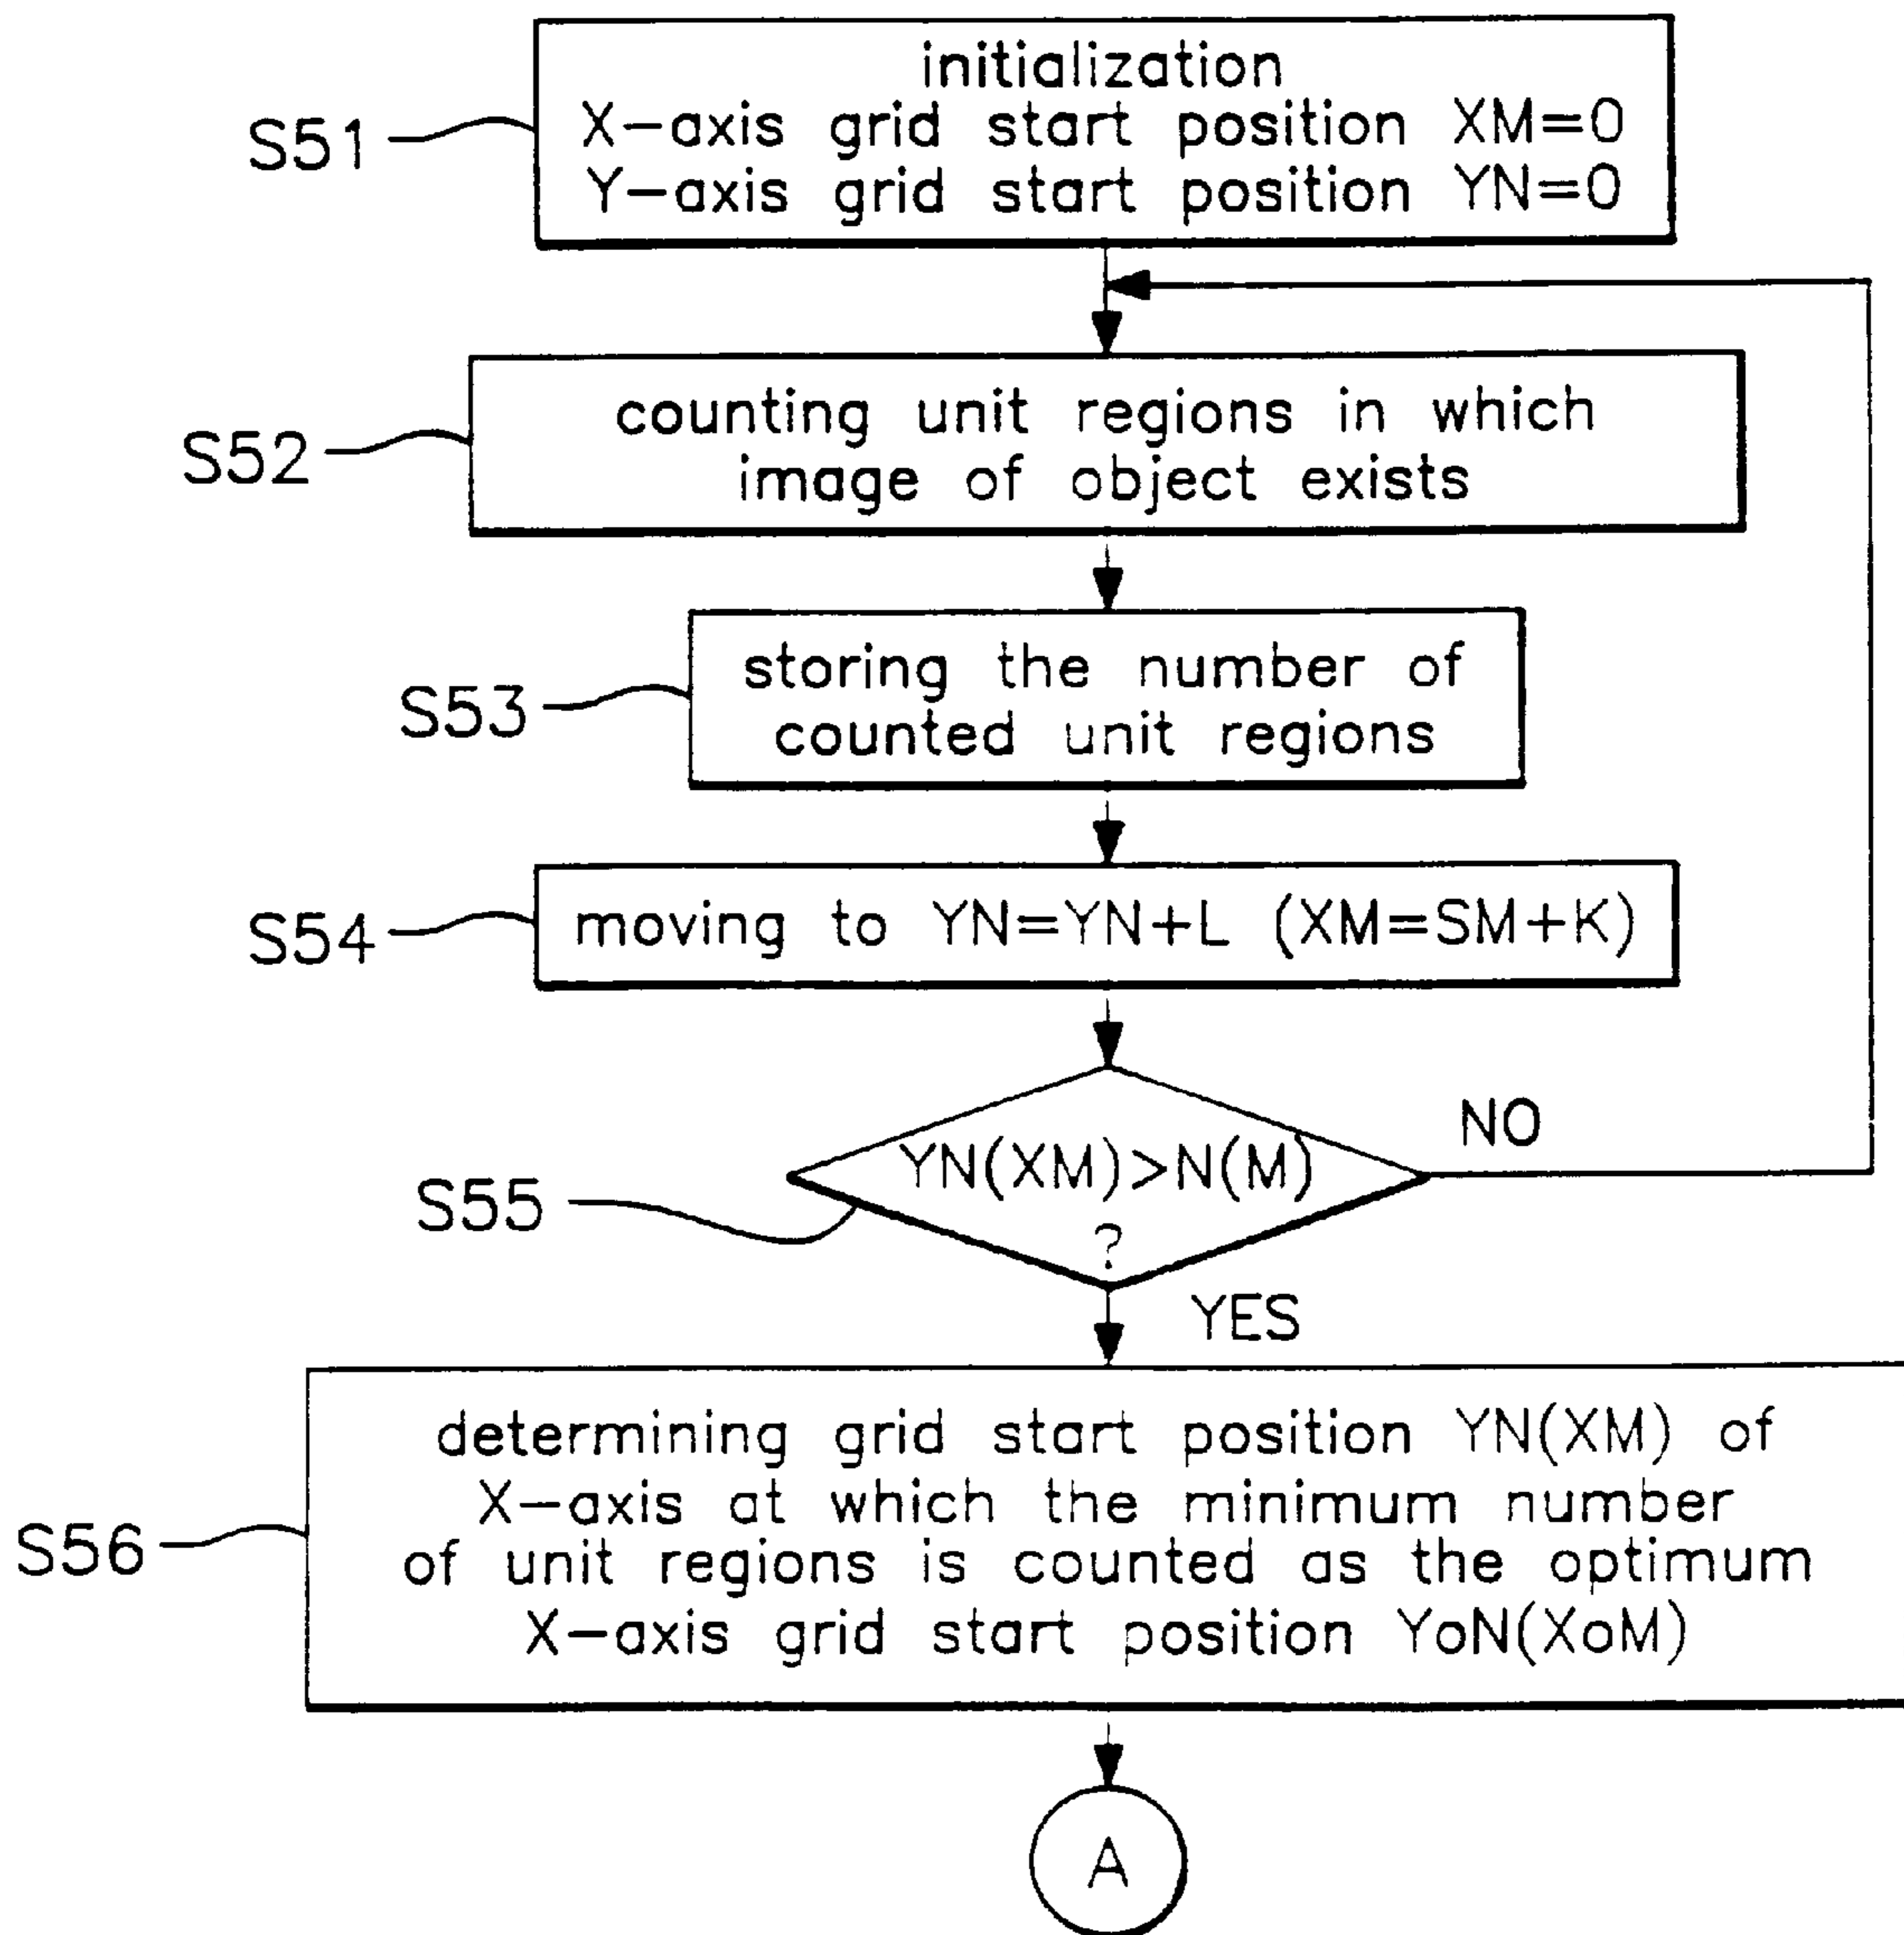 initialization
S51
X-axis grid start position XM=0
Y-axis grid start position YN=0
S52
counting unit regions in which
image of object exists
S53
storing the number of
counted unit regions
S54
moving to YN=YN+L (XM=SM+K)
NO
S55
YN(XM)>N(M)
?
YES
S56
determining grid start position YN(XM) of
X-axis at which the minimum number
of unit regions is counted as the optimum
X-axis grid start position YoN(XoM)
A